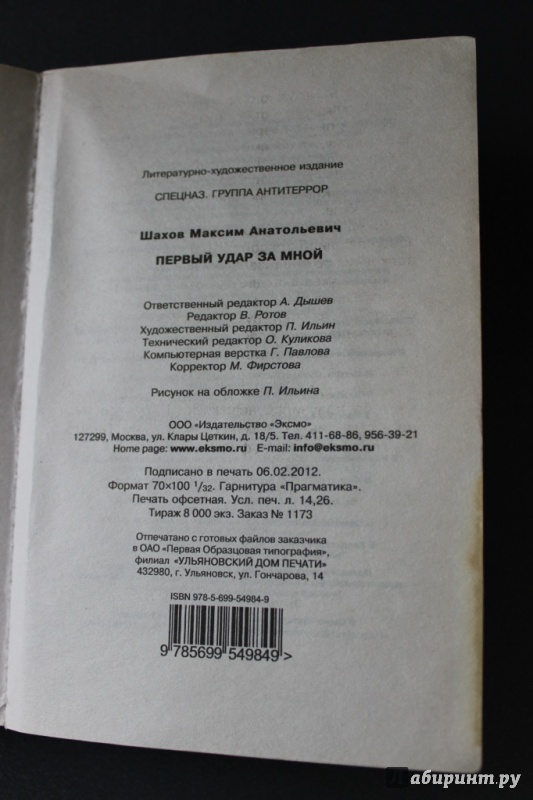 Литературно-художественное издание
СПЕЦНАЗ. ГРУППА АНТИТЕРРОР
Шахов Максим Анатольевич
ПЕРВЫЙ УДАР ЗА МНОЙ
Ответственный редактор А. Дышев
Редактор В. Ротов
Художественный редактор П. Ильин
Технический редактор О. Куликова
Компьютерная верстка Г. Павлова
Корректор М. Фирстова
Рисунок на обложке П. Ильина
ООО «Издательство «Эксмо»
127299, Москва, ул. Клары Цеткин, д. 18/5. Тел. 411-68-86, 956-39-21
Home page: www.eksmo.ru E-mail: info@eksmo.ru
Подписано в печать 06.02.2012.
Формат 70×100 1/32. Гарнитура «Прагматика».
Печать офсетная. Усл. печ. л. 14,26.
Тираж 8 000 экз. Заказ № 1173
Отпечатано с готовых файлов заказчика
в ОАО «Первая Образцовая типография»,
филиал «УЛЬЯНОВСКИЙ ДОМ ПЕЧАТИ»
432980, г. Ульяновск, ул. Гончарова, 14
ISBN 978-5-699-54984-9
9 785699 549849 >
Лабиринт.ру